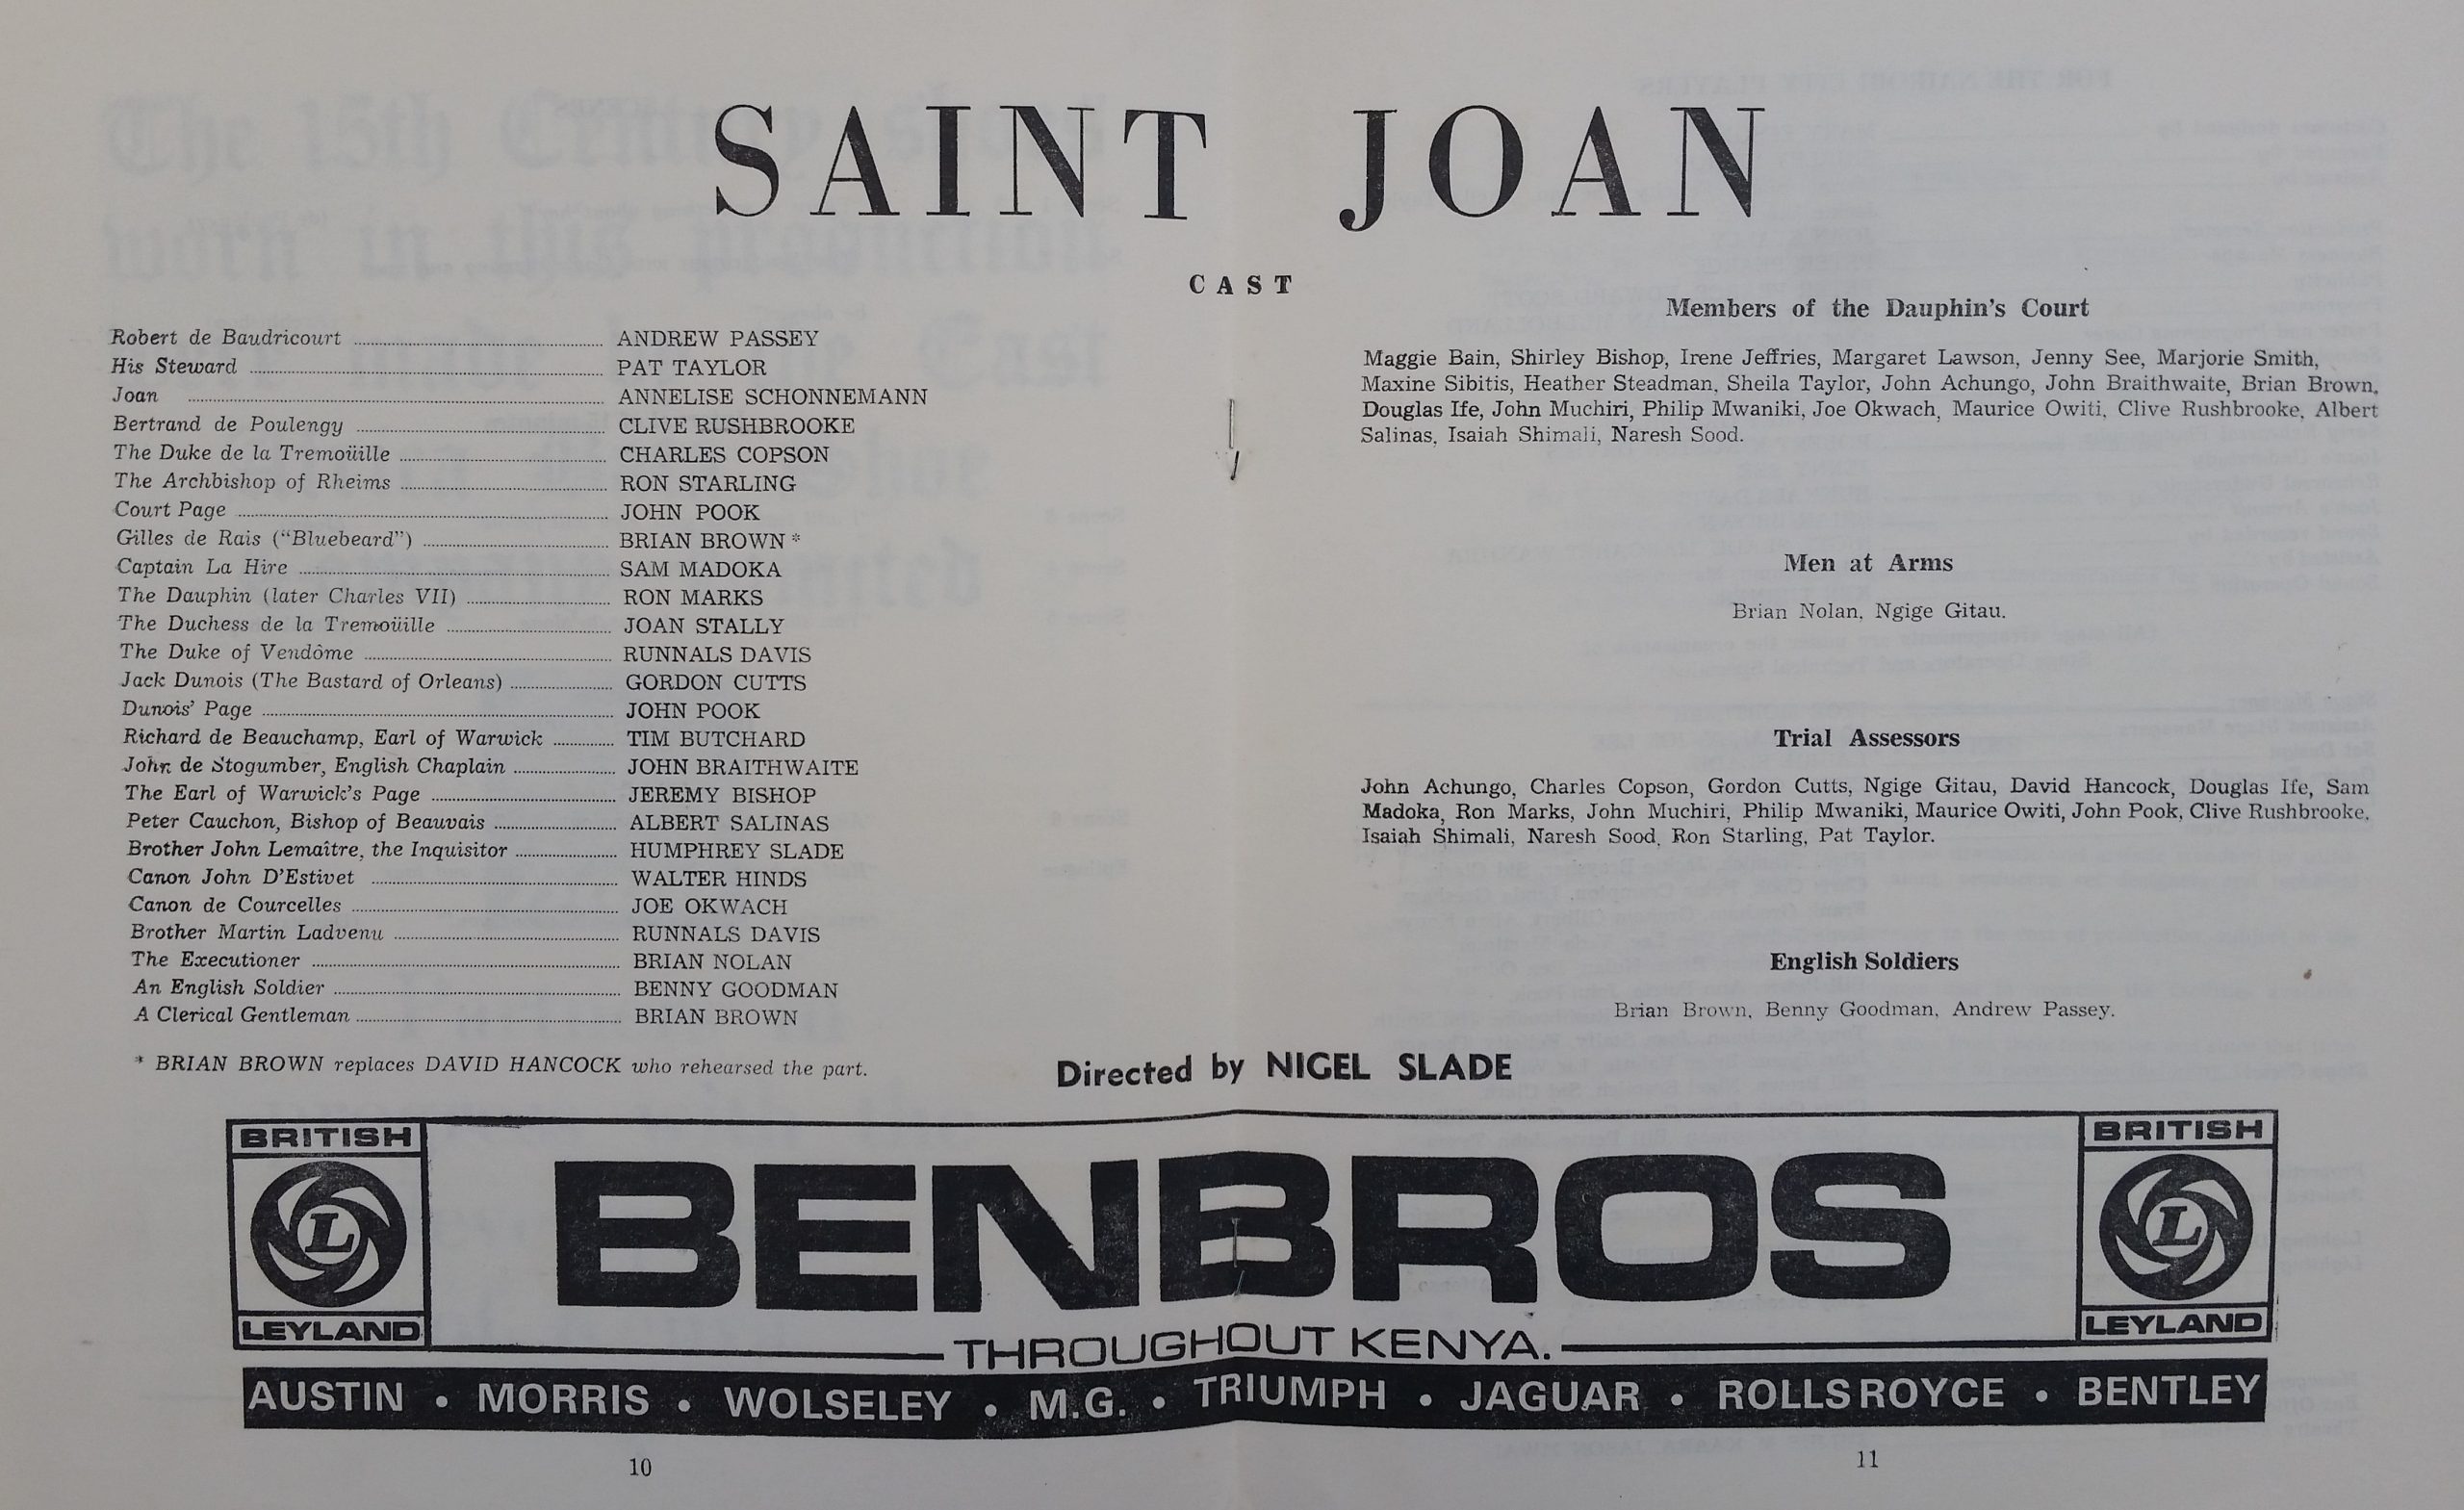 SAINT JOAN
CAST
Robert de Baudricourt ........ ANDREW PASSEY
His Steward ........ PAT TAYLOR
Joan ........ ANNELISE SCHONNEMANN
Bertrand de Poulengy ........ CLIVE RUSHBROOKE
The Duke de la Tremoüille ........ CHARLES COPSON
The Archbishop of Rheims ........ RON STARLING
Court Page ........ JOHN POOK
Gilles de Rais (“Bluebeard”) ........ BRIAN BROWN *
Captain La Hire ........ SAM MADOKA
The Dauphin (later Charles VII) ........ RON MARKS
The Duchess de la Tremoüille ........ JOAN STALLY
The Duke of Vendôme ........ RUNNALS DAVIS
Jack Dunois (The Bastard of Orleans) ........ GORDON CUTTS
Dunois’ Page ........ JOHN POOK
Richard de Beauchamp, Earl of Warwick ........ TIM BUTCHARD
John de Stogumber, English Chaplain ........ JOHN BRAITHWAITE
The Earl of Warwick’s Page ........ JEREMY BISHOP
Peter Cauchon, Bishop of Beauvais ........ ALBERT SALINAS
Brother John Lemaître, the Inquisitor ........ HUMPHREY SLADE
Canon John D’Estivet ........ WALTER HINDS
Canon de Courcelles ........ JOE OKWACH
Brother Martin Ladvenu ........ RUNNALS DAVIS
The Executioner ........ BRIAN NOLAN
An English Soldier ........ BENNY GOODMAN
A Clerical Gentleman ........ BRIAN BROWN
* BRIAN BROWN replaces DAVID HANCOCK who rehearsed the part.
Members of the Dauphin’s Court
Maggie Bain, Shirley Bishop, Irene Jeffries, Margaret Lawson, Jenny See, Marjorie Smith,
Maxine Sibitis, Heather Steadman, Sheila Taylor, John Achungo, John Braithwaite, Brian Brown,
Douglas Ife, John Muchiri, Philip Mwaniki, Joe Okwach, Maurice Owiti, Clive Rushbrooke, Albert
Salinas, Isaiah Shimali, Naresh Sood.
Men at Arms
Brian Nolan, Ngige Gitau.
Trial Assessors
John Achungo, Charles Copson, Gordon Cutts, Ngige Gitau, David Hancock, Douglas Ife, Sam
Madoka, Ron Marks, John Muchiri, Philip Mwaniki, Maurice Owiti, John Pook, Clive Rushbrooke,
Isaiah Shimali, Naresh Sood, Ron Starling, Pat Taylor.
English Soldiers
Brian Brown, Benny Goodman, Andrew Passey.
Directed by NIGEL SLADE
BRITISH
L
LEYLAND
BENBROS
THROUGHOUT KENYA.
BRITISH
L
LEYLAND
AUSTIN • MORRIS • WOLSELEY • M.G. • TRIUMPH • JAGUAR • ROLLS ROYCE • BENTLEY
10
11